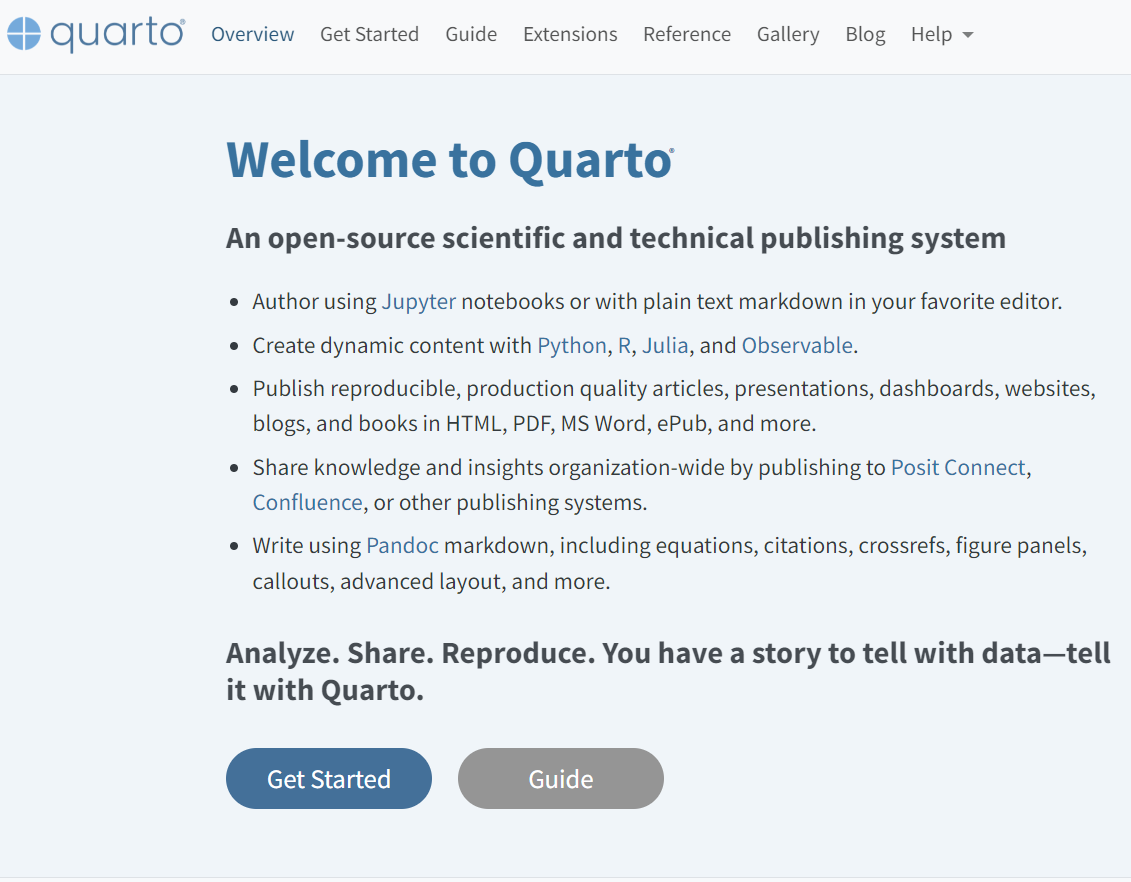 quarto® Overview Get Started Guide Extensions Reference Gallery Blog Help
Welcome to Quarto®
An open-source scientific and technical publishing system
• Author using Jupyter notebooks or with plain text markdown in your favorite editor.
• Create dynamic content with Python, R, Julia, and Observable.
• Publish reproducible, production quality articles, presentations, dashboards, websites,
blogs, and books in HTML, PDF, MS Word, ePub, and more.
• Share knowledge and insights organization-wide by publishing to Posit Connect,
Confluence, or other publishing systems.
• Write using Pandoc markdown, including equations, citations, crossrefs, figure panels,
callouts, advanced layout, and more.
Analyze. Share. Reproduce. You have a story to tell with data—tell
it with Quarto.
Get Started Guide